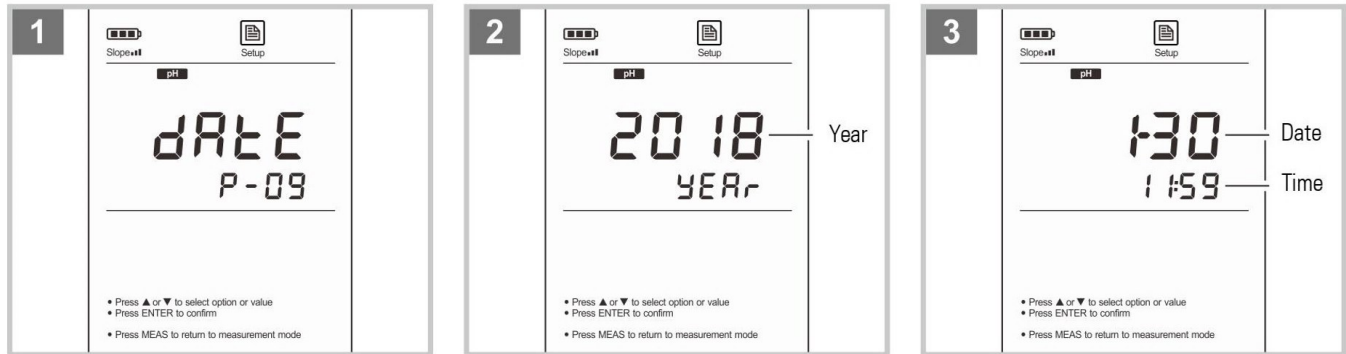 1
Slope
Setup
pH
dAtE
P-09
• Press ▲ or ▼ to select option or value
• Press ENTER to confirm
• Press MEAS to return to measurement mode
2
Slope
Setup
pH
2018
Year
YEAr
• Press ▲ or ▼ to select option or value
• Press ENTER to confirm
• Press MEAS to return to measurement mode
3
Slope
Setup
pH
1-30
Date
11:59
Time
• Press ▲ or ▼ to select option or value
• Press ENTER to confirm
• Press MEAS to return to measurement mode